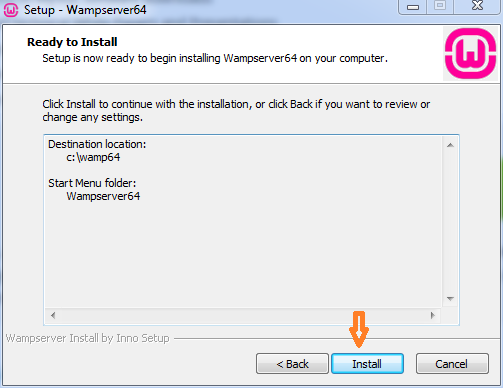 Setup - Wampserver64
Ready to Install
Setup is now ready to begin installing Wampserver64 on your computer.
Click Install to continue with the installation, or click Back if you want to review or
change any settings.
Destination location:
c:\wamp64
Start Menu folder:
Wampserver64
Wampserver Install by Inno Setup
< Back
Install
Cancel